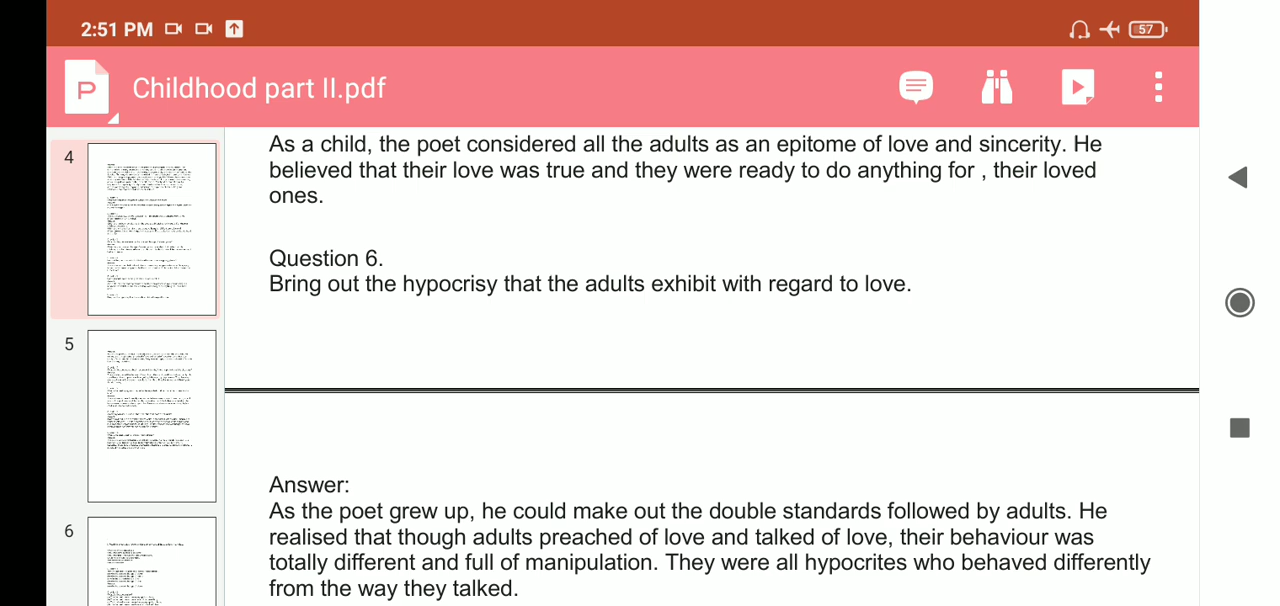 2:51 PM
57
P
Childhood part II.pdf
4
5
6
As a child, the poet considered all the adults as an epitome of love and sincerity. He
believed that their love was true and they were ready to do anything for , their loved
ones.
Question 6.
Bring out the hypocrisy that the adults exhibit with regard to love.
Answer:
As the poet grew up, he could make out the double standards followed by adults. He
realised that though adults preached of love and talked of love, their behaviour was
totally different and full of manipulation. They were all hypocrites who behaved differently
from the way they talked.